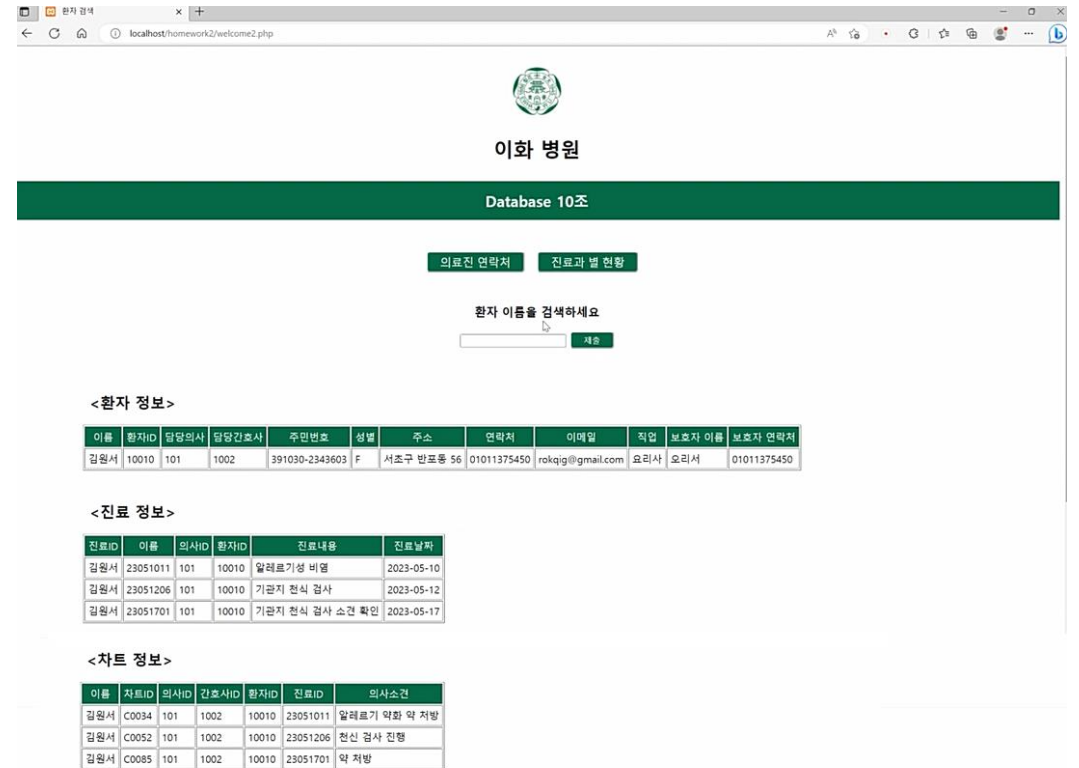 환자 검색
localhost/homework2/welcome2.php
이화 병원
Database 10조
의료진 연락처 진료과 별 현황
환자 이름을 검색하세요
제출
<환자 정보>
이름 환자ID 담당의사 담당간호사 주민번호 성별 주소 연락처 이메일 직업 보호자 이름 보호자 연락처
김원서 10010 101 1002 391030-2343603 F 서초구 반포동 56 01011375450 rokqig@gmail.com 요리사 오리서 01011375450
<진료 정보>
진료ID 이름 의사ID 환자ID 진료내용 진료날짜
김원서 23051011 101 10010 알레르기성 비염 2023-05-10
김원서 23051206 101 10010 기관지 천식 검사 2023-05-12
김원서 23051701 101 10010 기관지 천식 검사 소견 확인 2023-05-17
<차트 정보>
이름 차트ID 의사ID 간호사ID 환자ID 진료ID 의사소견
김원서 C0034 101 1002 10010 23051011 알레르기 약화 약 처방
김원서 C0052 101 1002 10010 23051206 천신 검사 진행
김원서 C0085 101 1002 10010 23051701 약 처방